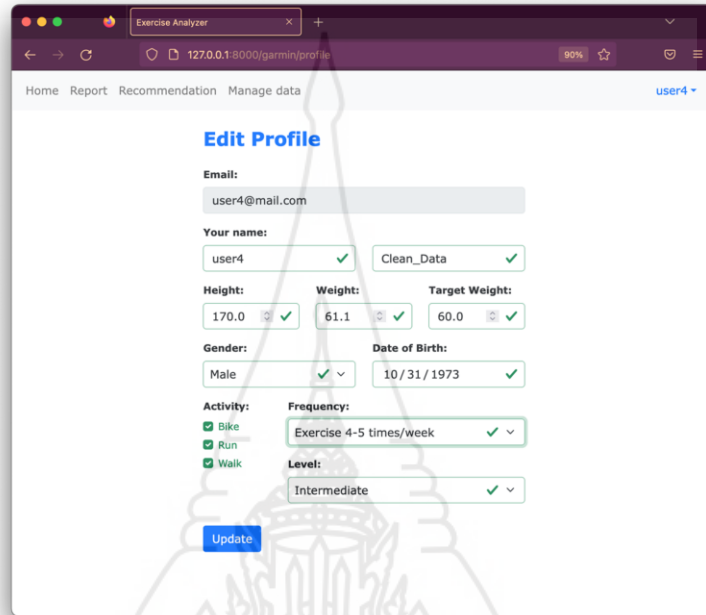 Exercise Analyzer
127.0.0.1:8000/garmin/profile
90%
Home Report Recommendation Manage data user4
Edit Profile
Email:
user4@mail.com
Your name:
user4 Clean_Data
Height: Weight: Target Weight:
170.0 61.1 60.0
Gender: Date of Birth:
Male 10/31/1973
Activity: Frequency:
Bike
Exercise 4-5 times/week
Run
Walk Level:
Intermediate
Update